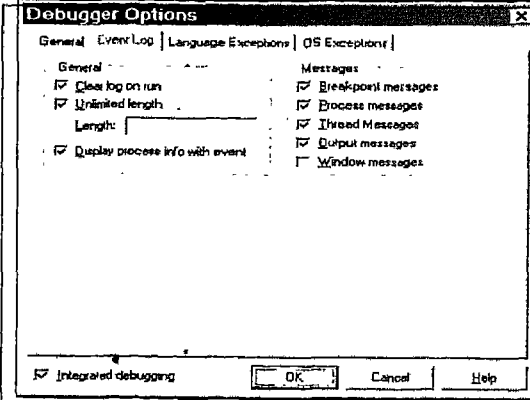 Debugger Options
General Event Log Language Exceptions OS Exceptions
General
Clear log on run
Unlimited length
Length:
Display process info with event
Messages
Breakpoint messages
Process messages
Thread Messages
Output messages
Window messages
Integrated debugging
OK Cancel Help